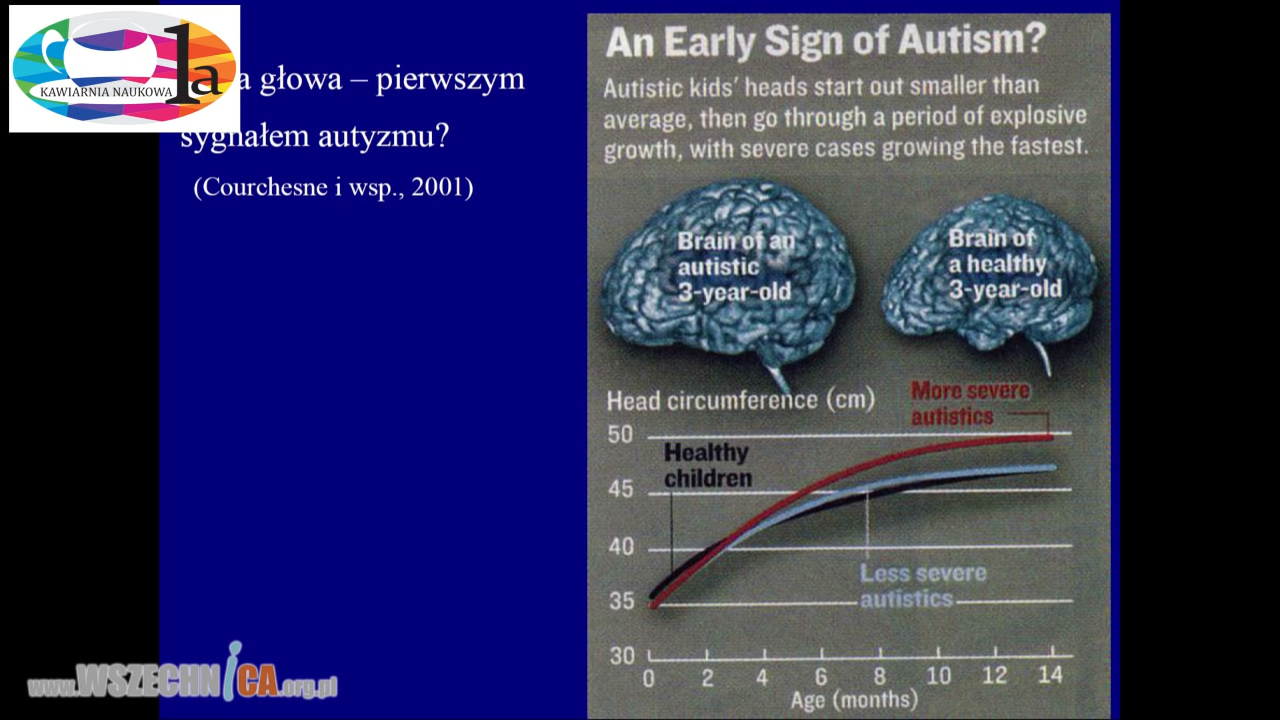 1a
KAWIARNIA NAUKOWA
a głowa – pierwszym
sygnałem autyzmu?
(Courchesne i wsp., 2001)
An Early Sign of Autism?
Autistic kids' heads start out smaller than
average, then go through a period of explosive
growth, with severe cases growing the fastest.
Brain of an
autistic
3-year-old
Brain of
a healthy
3-year-old
Head circumference (cm)
More severe
autistics
50
Healthy
children
45
40
Less severe
autistics
35
30
0 2 4 6 8 10 12 14
Age (months)
www.WSZECHNICA.org.pl